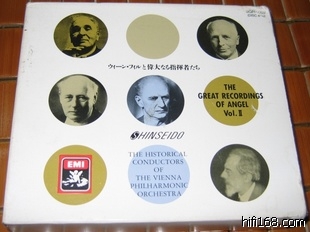 ウィーン・フィルと偉大なる指揮者たち
THE
GREAT RECORDINGS
OF ANGEL
Vol. II
SHINSEIDO
EMI
THE HISTORICAL
CONDUCTORS
OF THE
VIENNA
PHILHARMONIC
ORCHESTRA
hifi168.com